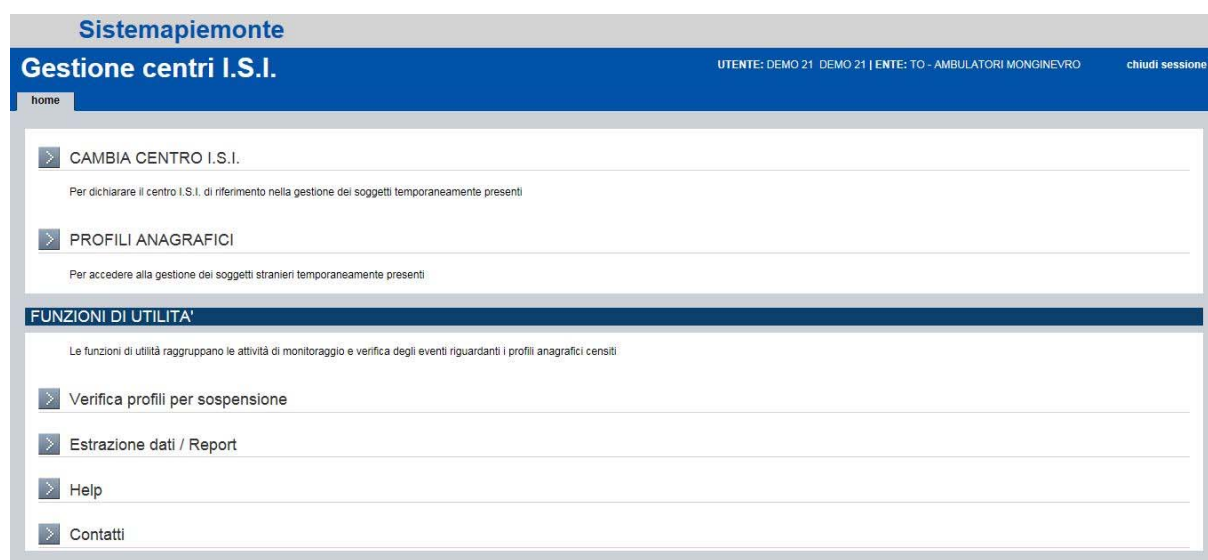 Sistemapiemonte
Gestione centri I.S.I.
UTENTE: DEMO 21 DEMO 21 | ENTE: TO - AMBULATORI MONGINEVRO
chiudi sessione
home
CAMBIA CENTRO I.S.I.
Per dichiarare il centro I.S.I. di riferimento nella gestione dei soggetti temporaneamente presenti
PROFILI ANAGRAFICI
Per accedere alla gestione dei soggetti stranieri temporaneamente presenti
FUNZIONI DI UTILITA'
Le funzioni di utilità raggruppano le attività di monitoraggio e verifica degli eventi riguardanti i profili anagrafici censiti
Verifica profili per sospensione
Estrazione dati / Report
Help
Contatti